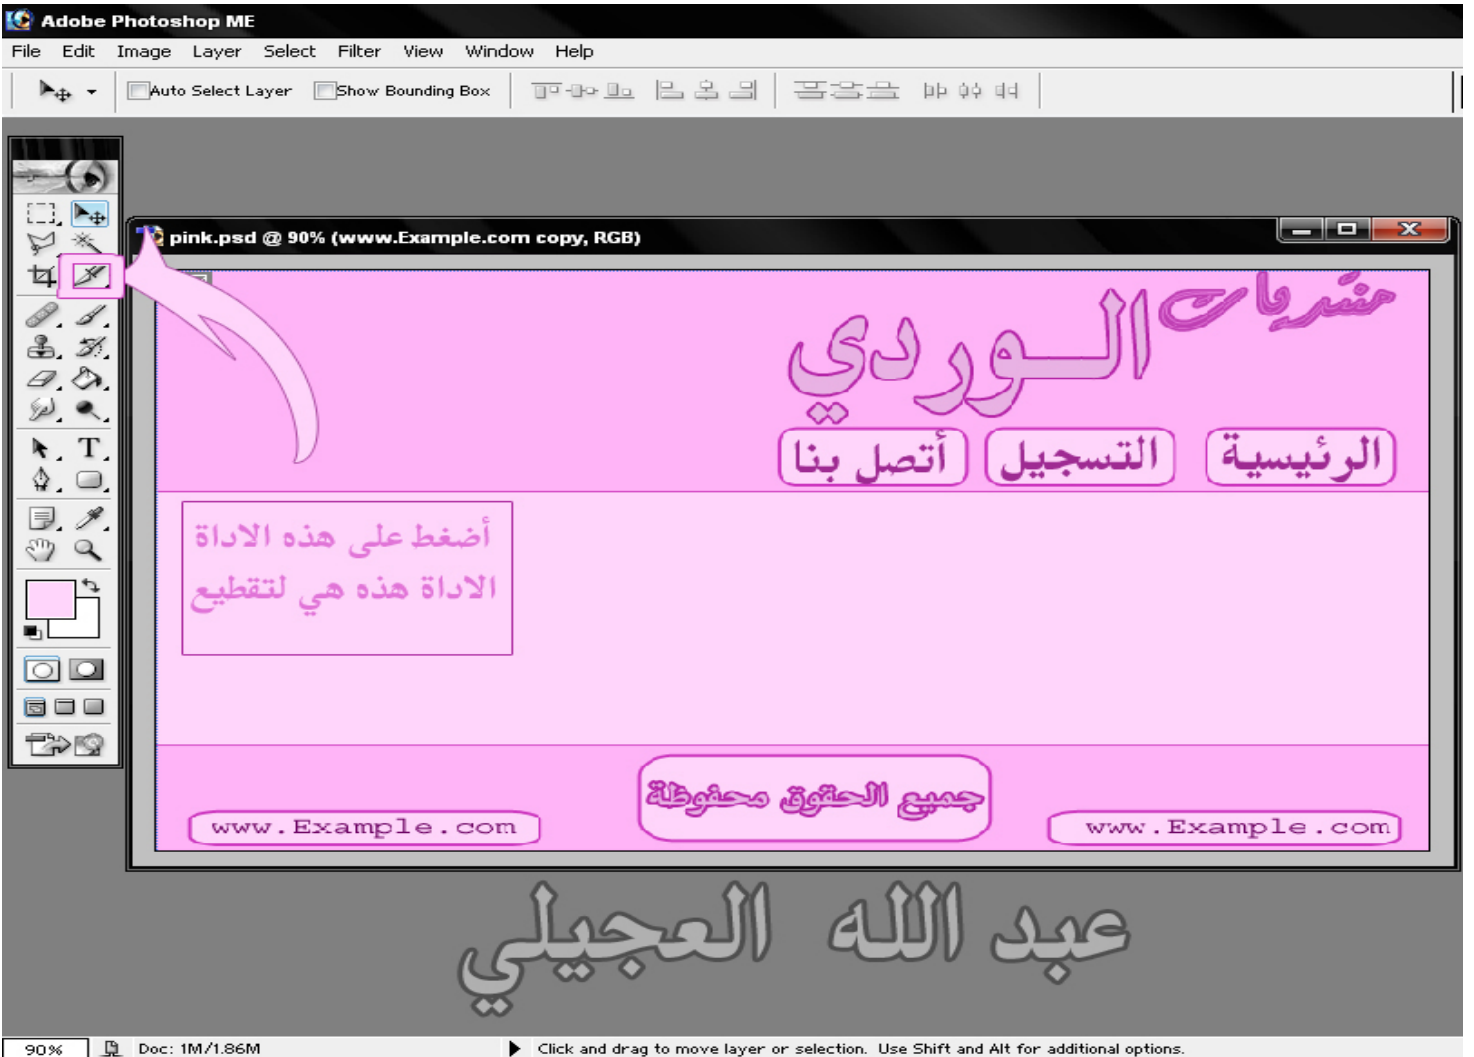 Adobe Photoshop ME
File Edit Image Layer Select Filter View Window Help
Auto Select Layer Show Bounding Box
pink.psd @ 90% (www.Example.com copy, RGB)
منتديات
الـــوردي
الرئيسية التسجيل أتصل بنا
أضغط على هذه الاداة
الاداة هذه هي لتقطيع
جميع الحقوق محفوظة
www.Example.com www.Example.com
عبد الله العجيلي
90% Doc: 1M/1.86M Click and drag to move layer or selection. Use Shift and Alt for additional options.